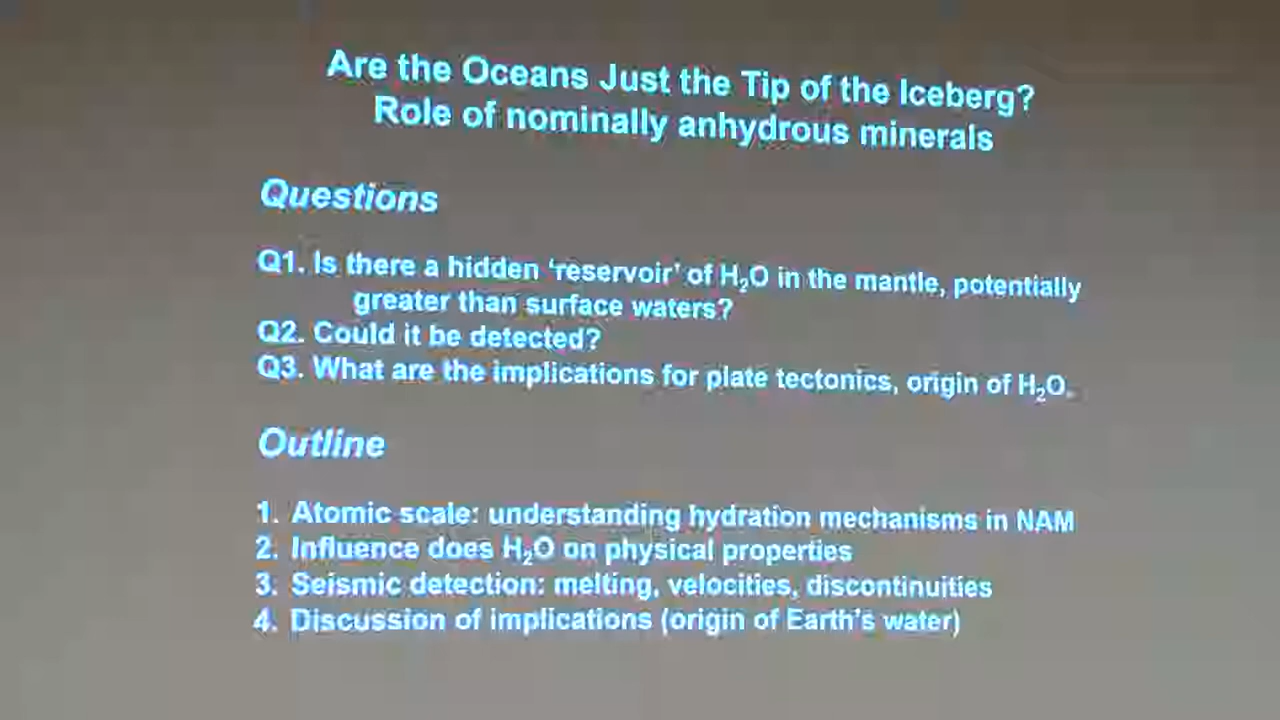 Are the Oceans Just the Tip of the Iceberg?
Role of nominally anhydrous minerals
Questions
Q1. Is there a hidden ‘reservoir’ of H₂O in the mantle, potentially
greater than surface waters?
Q2. Could it be detected?
Q3. What are the implications for plate tectonics, origin of H₂O.
Outline
1. Atomic scale: understanding hydration mechanisms in NAM
2. Influence does H₂O on physical properties
3. Seismic detection: melting, velocities, discontinuities
4. Discussion of implications (origin of Earth’s water)